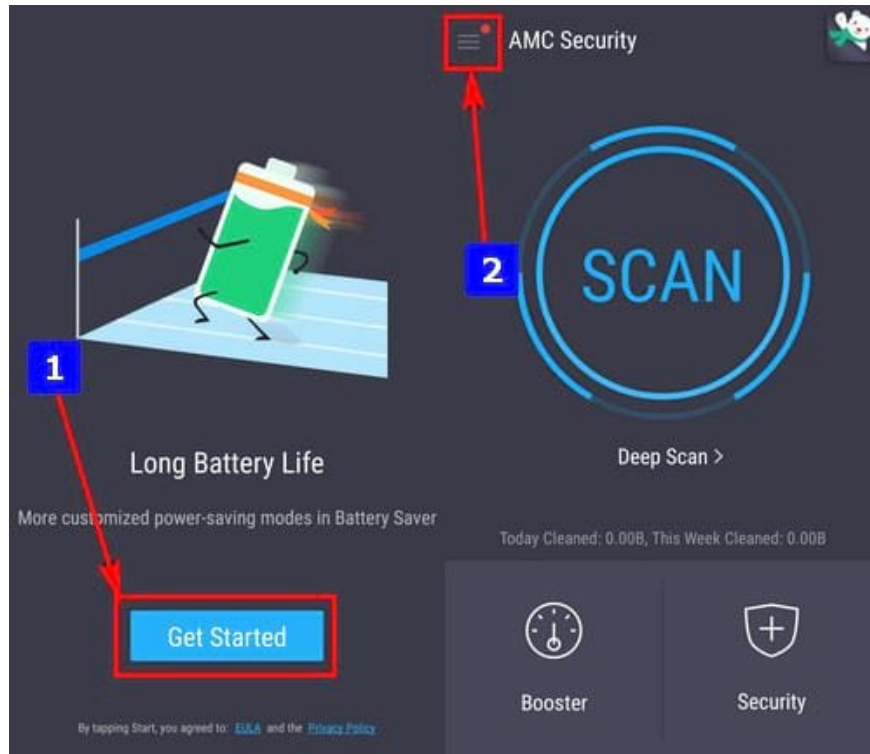 1
Long Battery Life
More customized power-saving modes in Battery Saver
Get Started
By tapping Start, you agreed to: EULA and the Privacy Policy
AMC Security
2
SCAN
Deep Scan >
Today Cleaned: 0.00B, This Week Cleaned: 0.00B
Booster
Security